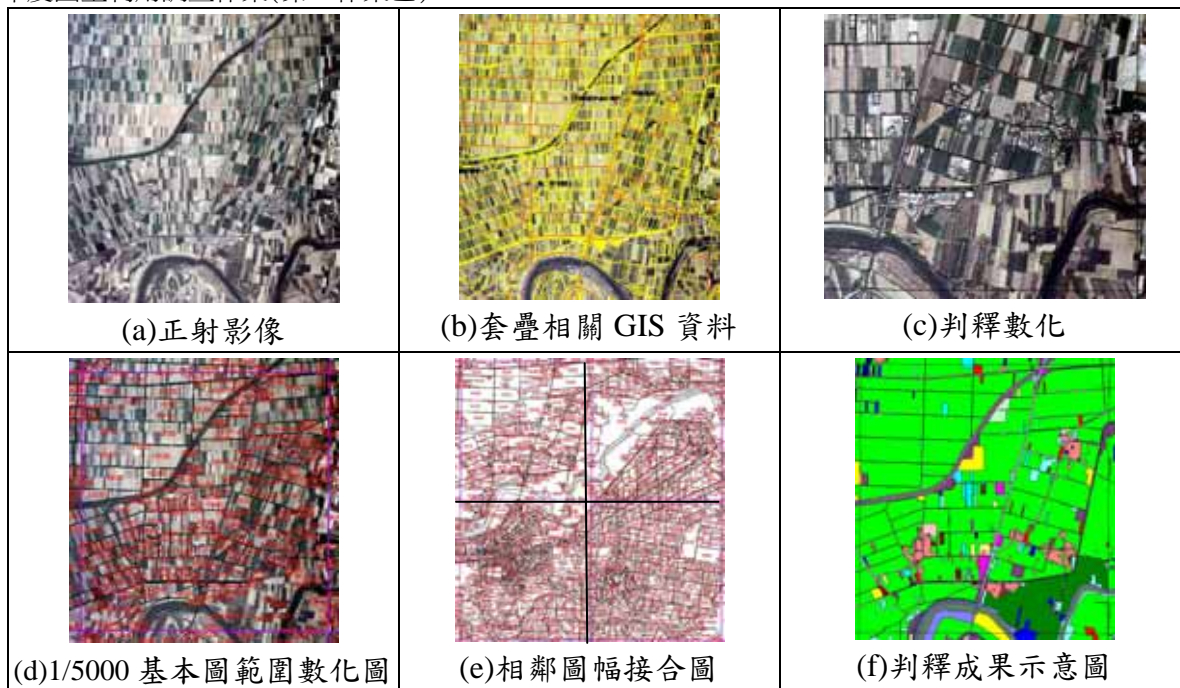 (a)正射影像
(b)套疊相關 GIS 資料
(c)判釋數化
(d)1/5000 基本圖範圍數化圖
(e)相鄰圖幅接合圖
(f)判釋成果示意圖